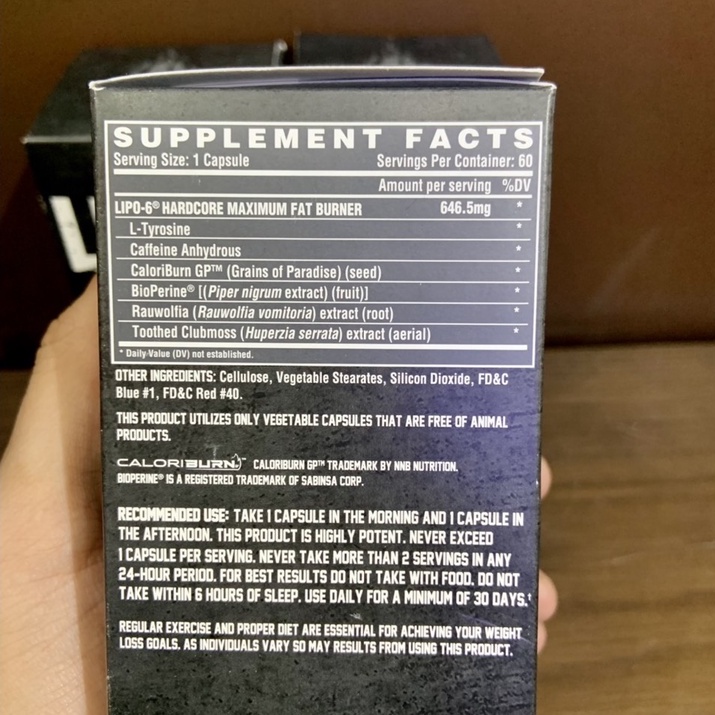 SUPPLEMENT FACTS
Serving Size: 1 Capsule Servings Per Container: 60
Amount per serving %DV
LIPO-6® HARDCORE MAXIMUM FAT BURNER 646.5mg *
L-Tyrosine *
Caffeine Anhydrous *
CaloriBurn GP™ (Grains of Paradise) (seed) *
BioPerine® [(Piper nigrum extract) (fruit)] *
Rauwolfia (Rauwolfia vomitoria) extract (root) *
Toothed Clubmoss (Huperzia serrata) extract (aerial) *
* Daily Value (DV) not established.
OTHER INGREDIENTS: Cellulose, Vegetable Stearates, Silicon Dioxide, FD&C
Blue #1, FD&C Red #40.
THIS PRODUCT UTILIZES ONLY VEGETABLE CAPSULES THAT ARE FREE OF ANIMAL
PRODUCTS.
CALORIBURN™ CALORIBURN GP™ TRADEMARK BY NNB NUTRITION.
BIOPERINE® IS A REGISTERED TRADEMARK OF SABINSA CORP.
RECOMMENDED USE: TAKE 1 CAPSULE IN THE MORNING AND 1 CAPSULE IN
THE AFTERNOON. THIS PRODUCT IS HIGHLY POTENT. NEVER EXCEED
1 CAPSULE PER SERVING. NEVER TAKE MORE THAN 2 SERVINGS IN ANY
24-HOUR PERIOD. FOR BEST RESULTS DO NOT TAKE WITH FOOD. DO NOT
TAKE WITHIN 6 HOURS OF SLEEP. USE DAILY FOR A MINIMUM OF 30 DAYS.†
REGULAR EXERCISE AND PROPER DIET ARE ESSENTIAL FOR ACHIEVING YOUR WEIGHT
LOSS GOALS. AS INDIVIDUALS VARY SO MAY RESULTS FROM USING THIS PRODUCT.